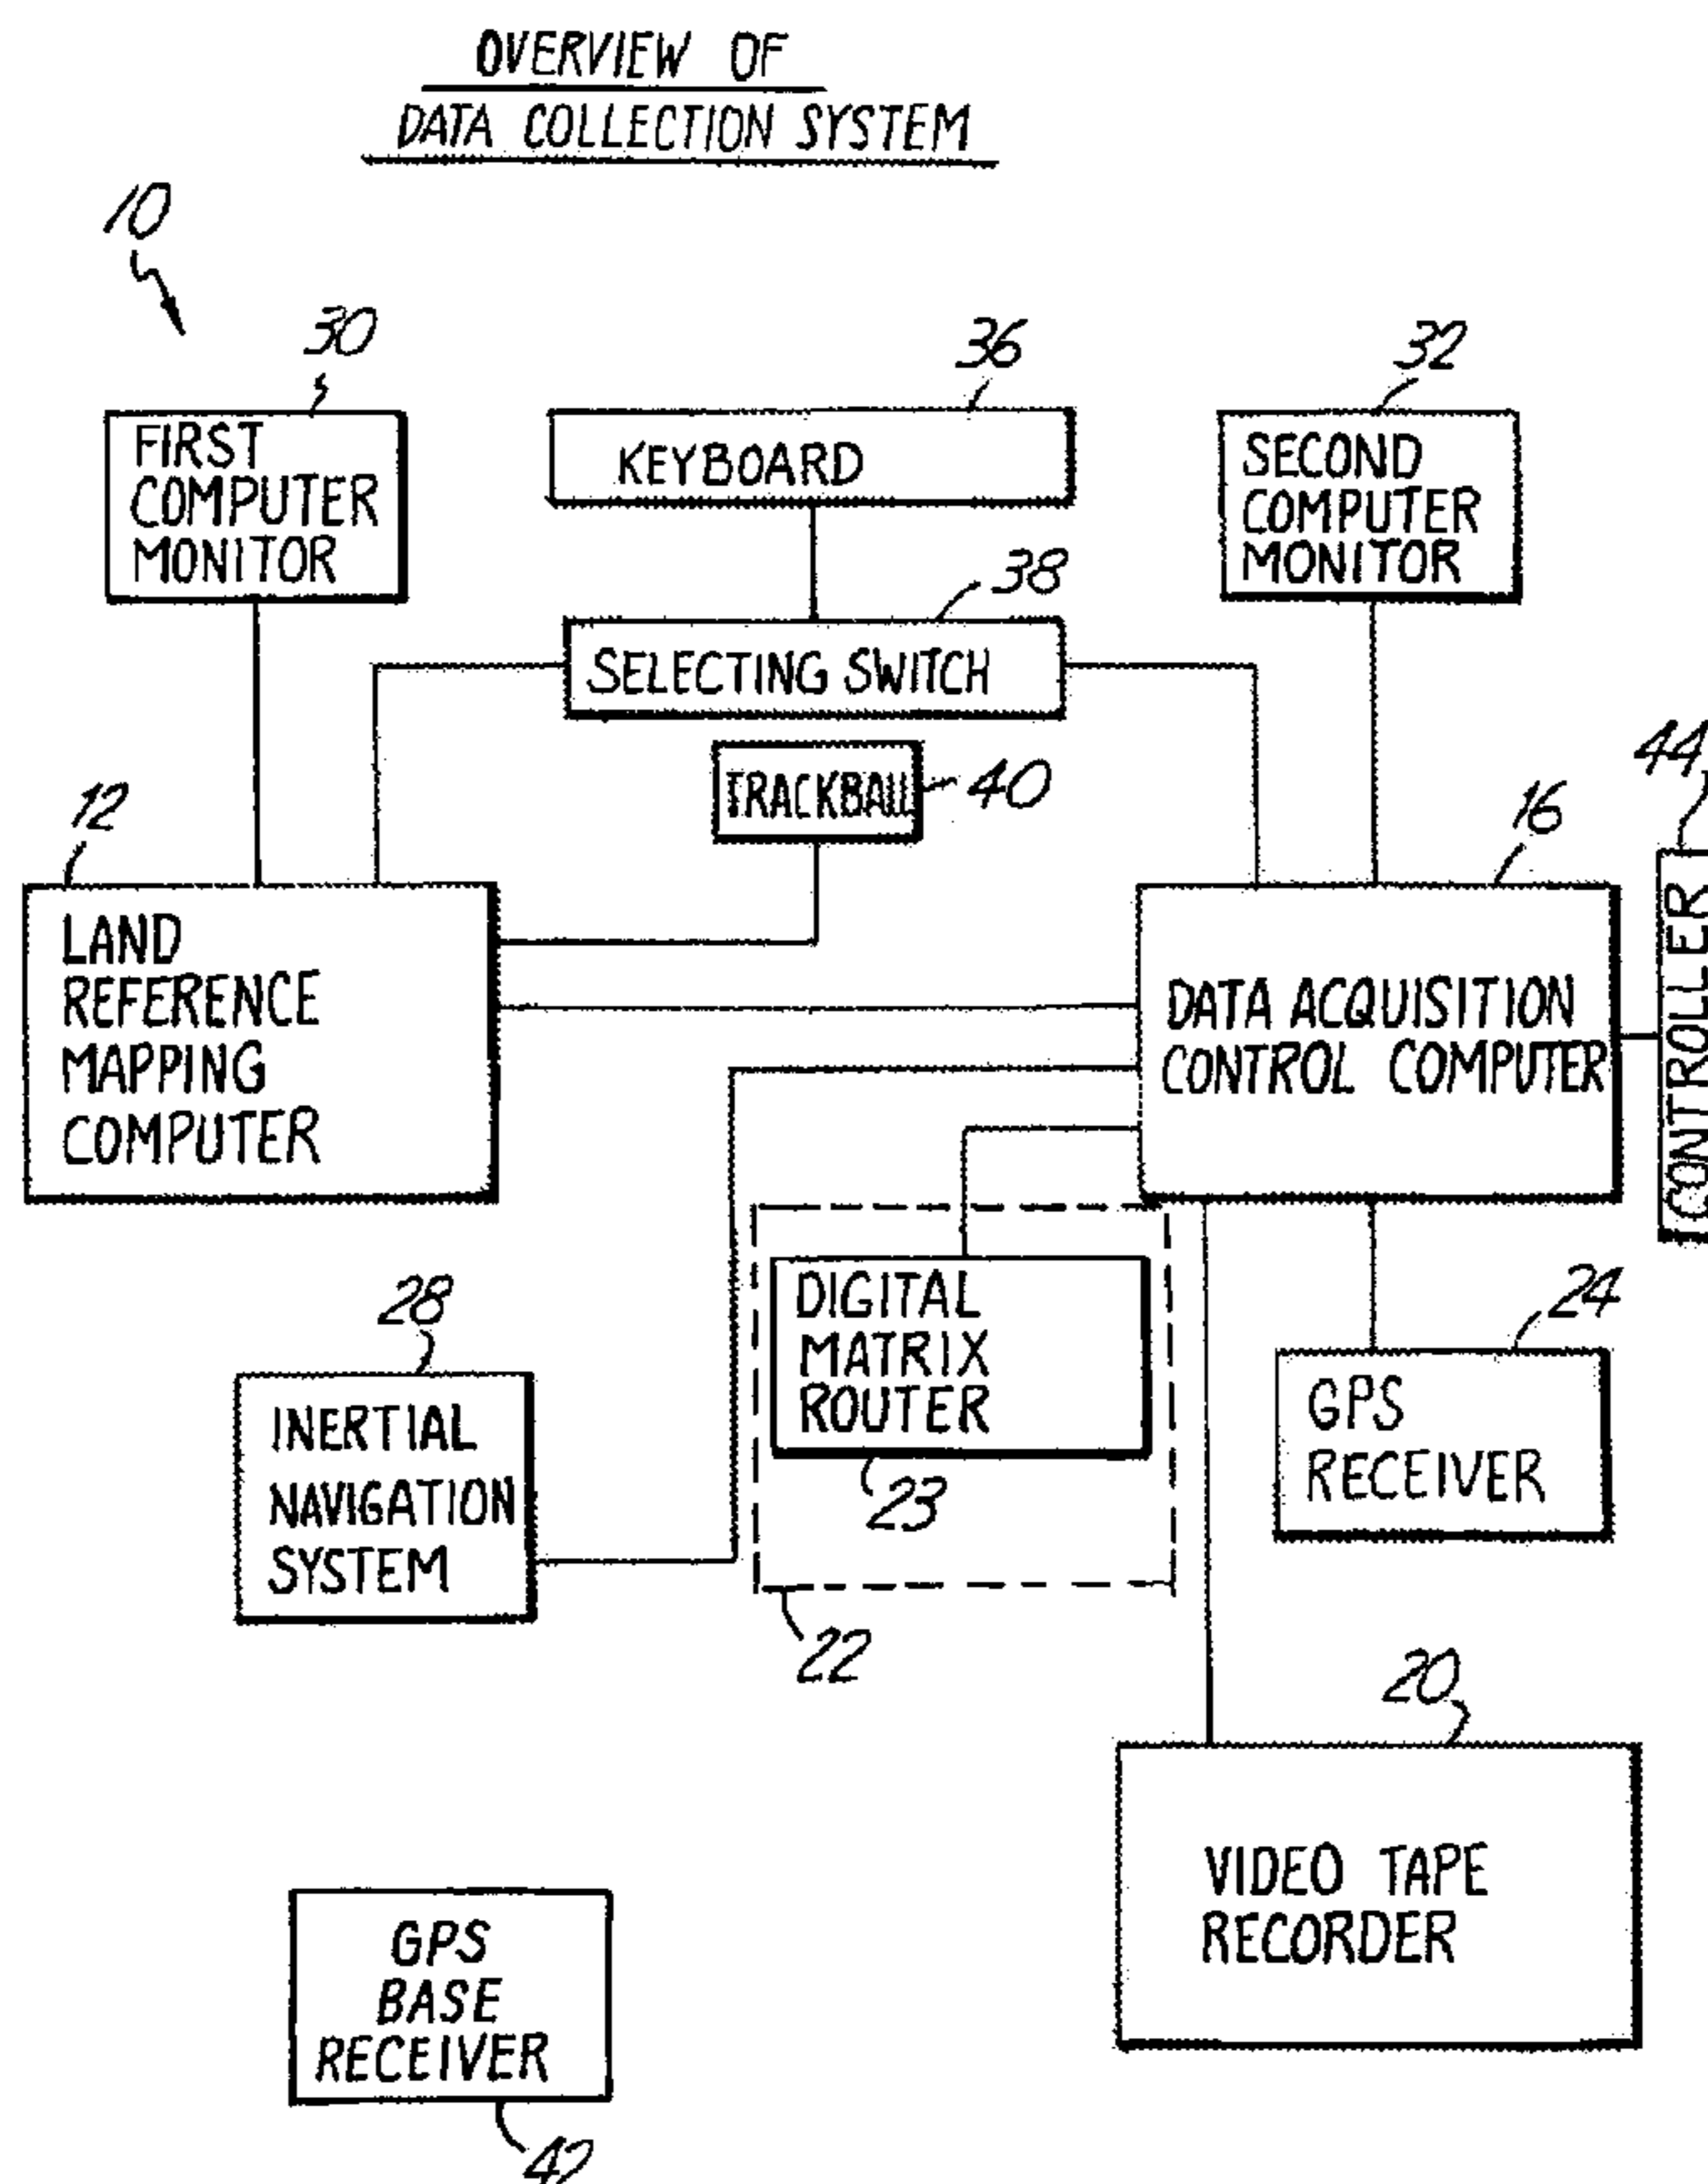 OVERVIEW OF
DATA COLLECTION SYSTEM
10
30
36
32
FIRST
COMPUTER
MONITOR
KEYBOARD
SECOND
COMPUTER
MONITOR
38
SELECTING SWITCH
TRACKBALL
40
44
12
16
LAND
REFERENCE
MAPPING
COMPUTER
DATA ACQUISITION
CONTROL COMPUTER
CONTROLLER
28
24
DIGITAL
MATRIX
ROUTER
23
GPS
RECEIVER
INERTIAL
NAVIGATION
SYSTEM
22
20
VIDEO TAPE
RECORDER
GPS
BASE
RECEIVER
42